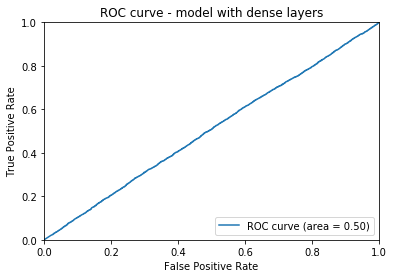 ROC curve - model with dense layers
1.0
0.8
0.6
0.4
0.2
0.0
True Positive Rate
ROC curve (area = 0.50)
0.0 0.2 0.4 0.6 0.8 1.0
False Positive Rate